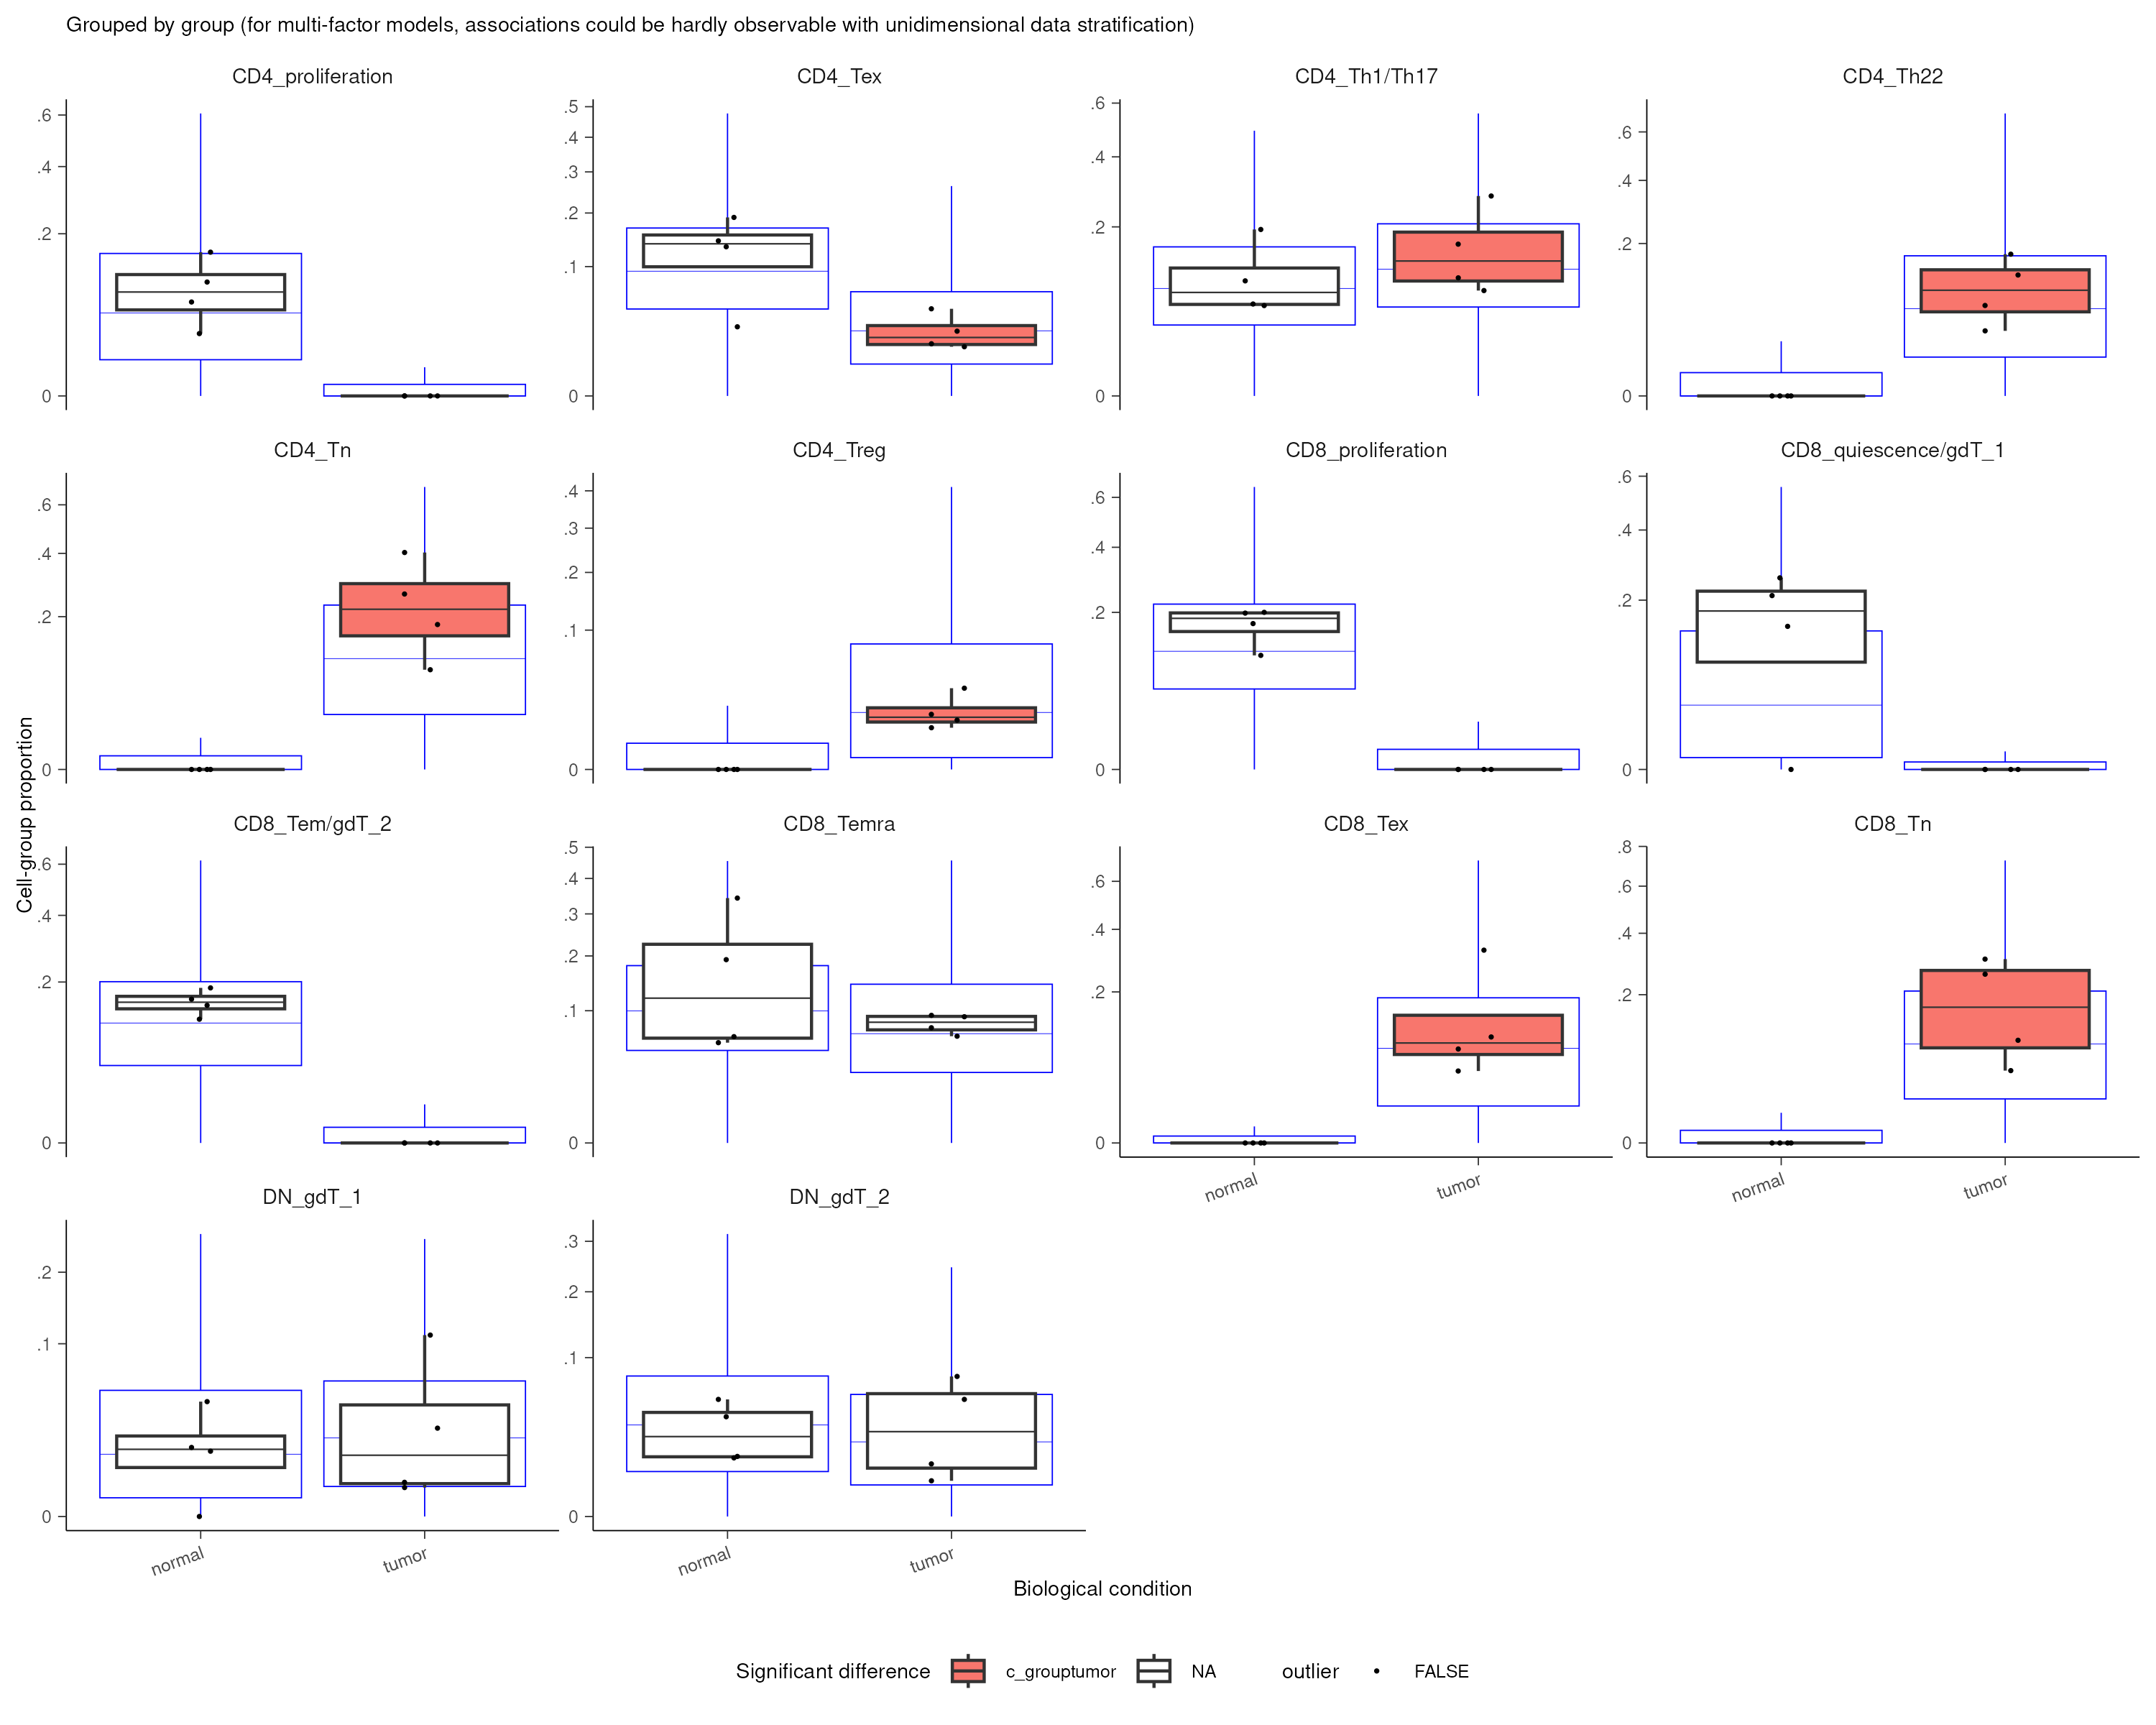 Grouped by group (for multi-factor models, associations could be hardly observable with unidimensional data stratification)
CD4_proliferation CD4_Tex CD4_Th1/Th17 CD4_Th22
.6 .4 .2 0
.5 .4 .3 .2 .1 0
.6 .4 .2 0
.6 .4 .2 0
CD4_Tn CD4_Treg CD8_proliferation CD8_quiescence/gdT_1
.6 .4 .2 0
.4 .3 .2 .1 0
.6 .4 .2 0
.6 .4 .2 0
Cell-group proportion
CD8_Tem/gdT_2 CD8_Temra CD8_Tex CD8_Tn
.6 .4 .2 0
.5 .4 .3 .2 .1 0
.6 .4 .2 0
.8 .6 .4 .2 0
normal tumor normal tumor
DN_gdT_1 DN_gdT_2
.2 .1 0
.3 .2 .1 0
normal tumor normal tumor
Biological condition
Significant difference c_grouptumor NA outlier FALSE